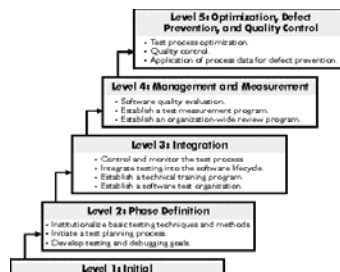 Level 5: Optimization, Defect
Prevention, and Quality Control
• Test process optimization.
• Quality control.
• Application of process data for defect prevention.
Level 4: Management and Measurement
• Software quality evaluation.
• Establish a test measurement program.
• Establish an organization-wide review program.
Level 3: Integration
• Control and monitor the test process
• Integrate testing into the software lifecycle.
• Establish a technical training program.
• Establish a software test organization.
Level 2: Phase Definition
• Institutionalize basic testing techniques and methods.
• Initiate a test planning process.
• Develop testing and debugging goals.
Level 1: Initial